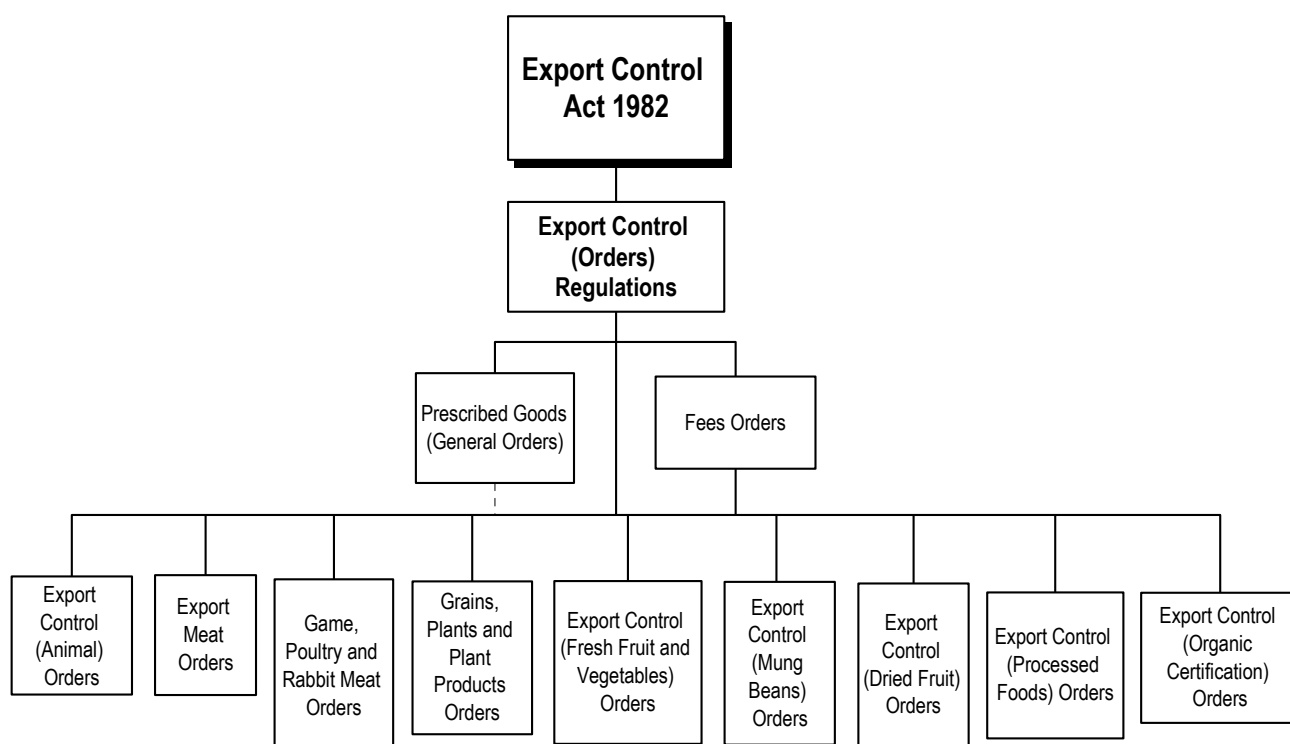 Export Control
Act 1982
Export Control
(Orders)
Regulations
Prescribed Goods
(General Orders)
Fees Orders
Export
Control
(Animal)
Orders
Export
Meat
Orders
Game,
Poultry and
Rabbit Meat
Orders
Grains,
Plants and
Plant
Products
Orders
Export Control
(Fresh Fruit and
Vegetables)
Orders
Export
Control
(Mung
Beans)
Orders
Export
Control
(Dried Fruit)
Orders
Export Control
(Processed
Foods) Orders
Export Control
(Organic
Certification)
Orders